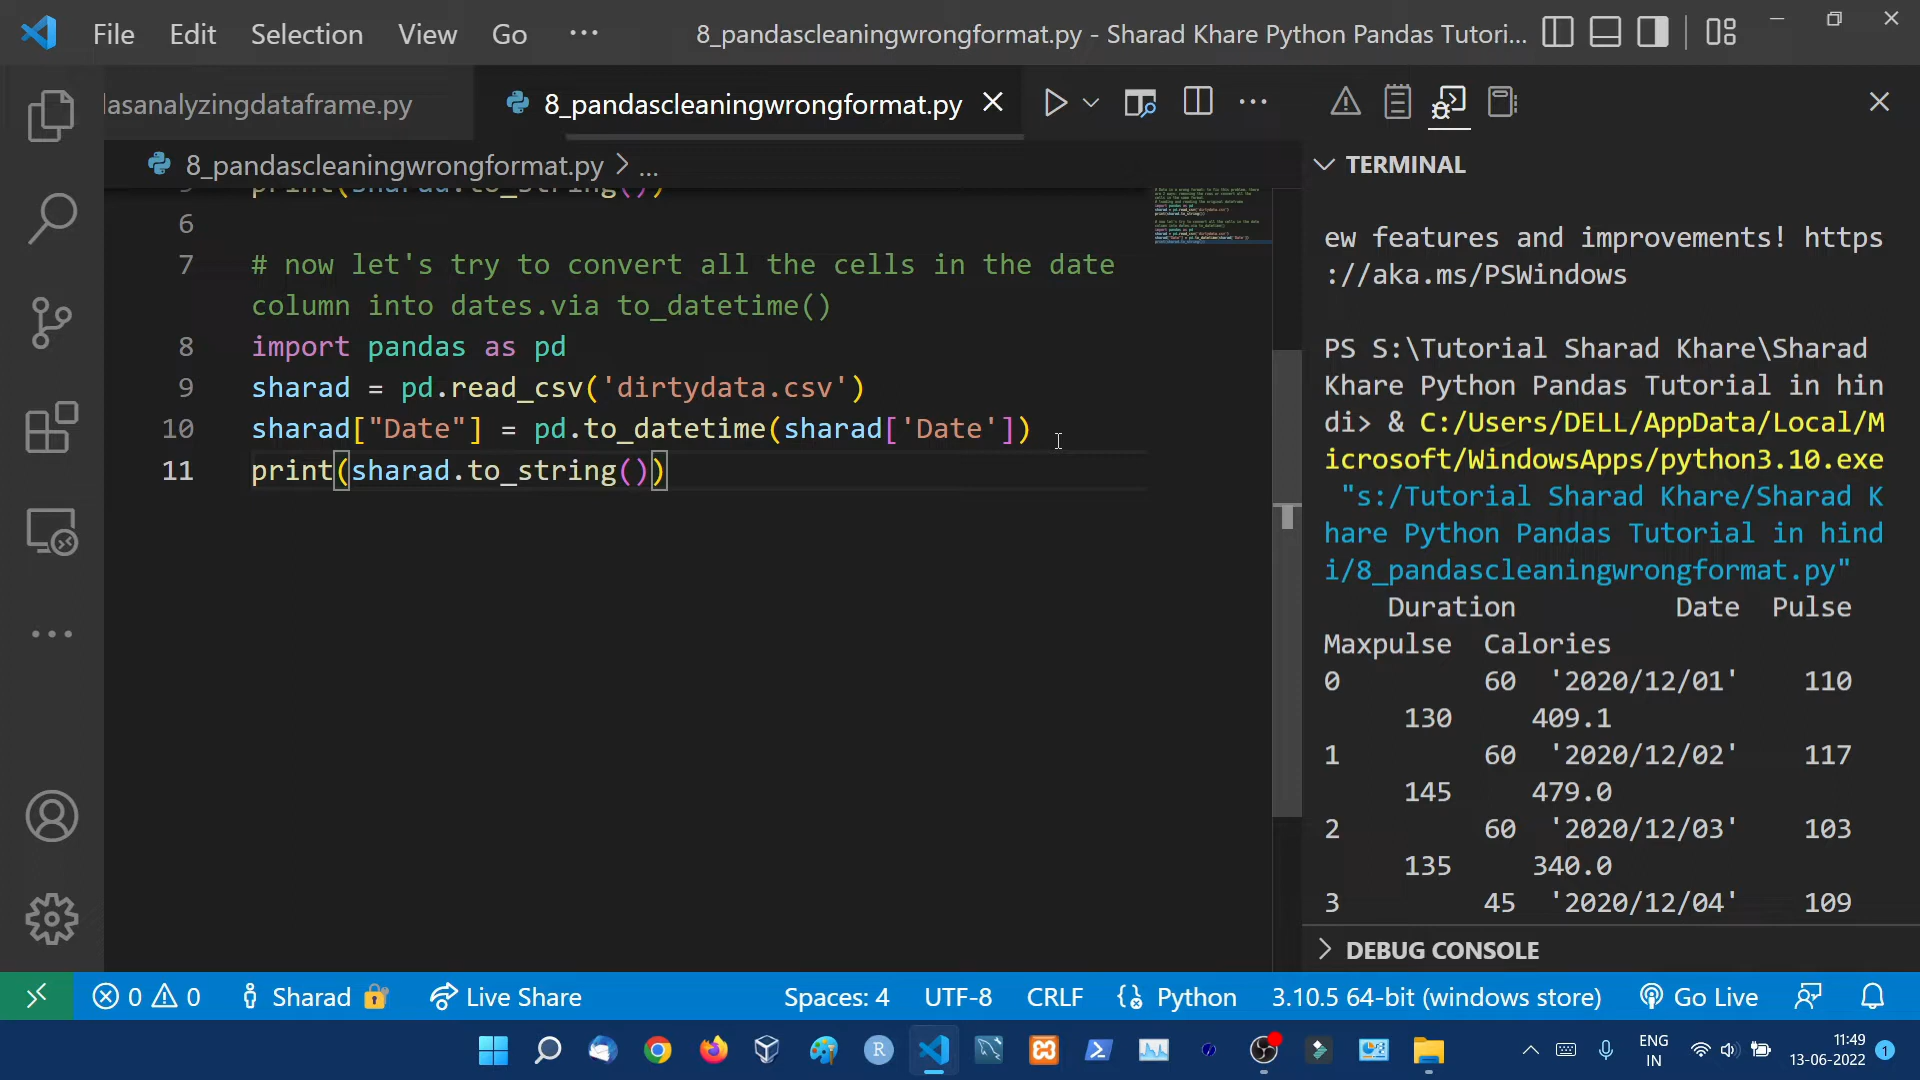 File Edit Selection View Go ··· 8_pandascleaningwrongformat.py - Sharad Khare Python Pandas Tutori...
lasanalyzingdataframe.py 8_pandascleaningwrongformat.py
8_pandascleaningwrongformat.py > ...
TERMINAL
5 print(sharad.to_string())
6
7 # now let's try to convert all the cells in the date
column into dates.via to_datetime()
8 import pandas as pd
9 sharad = pd.read_csv('dirtydata.csv')
10 sharad["Date"] = pd.to_datetime(sharad['Date'])
11 print(sharad.to_string())
ew features and improvements! https
://aka.ms/PSWindows
PS S:\Tutorial Sharad Khare\Sharad
Khare Python Pandas Tutorial in hin
di> & C:/Users/DELL/AppData/Local/M
icrosoft/WindowsApps/python3.10.exe
"s:/Tutorial Sharad Khare/Sharad K
hare Python Pandas Tutorial in hind
i/8_pandascleaningwrongformat.py"
Duration Date Pulse
Maxpulse Calories
0 60 '2020/12/01' 110
130 409.1
1 60 '2020/12/02' 117
145 479.0
2 60 '2020/12/03' 103
135 340.0
3 45 '2020/12/04' 109
DEBUG CONSOLE
0 0 Sharad Live Share Spaces: 4 UTF-8 CRLF Python 3.10.5 64-bit (windows store) Go Live
R ENG
IN
11:49
13-06-2022
1